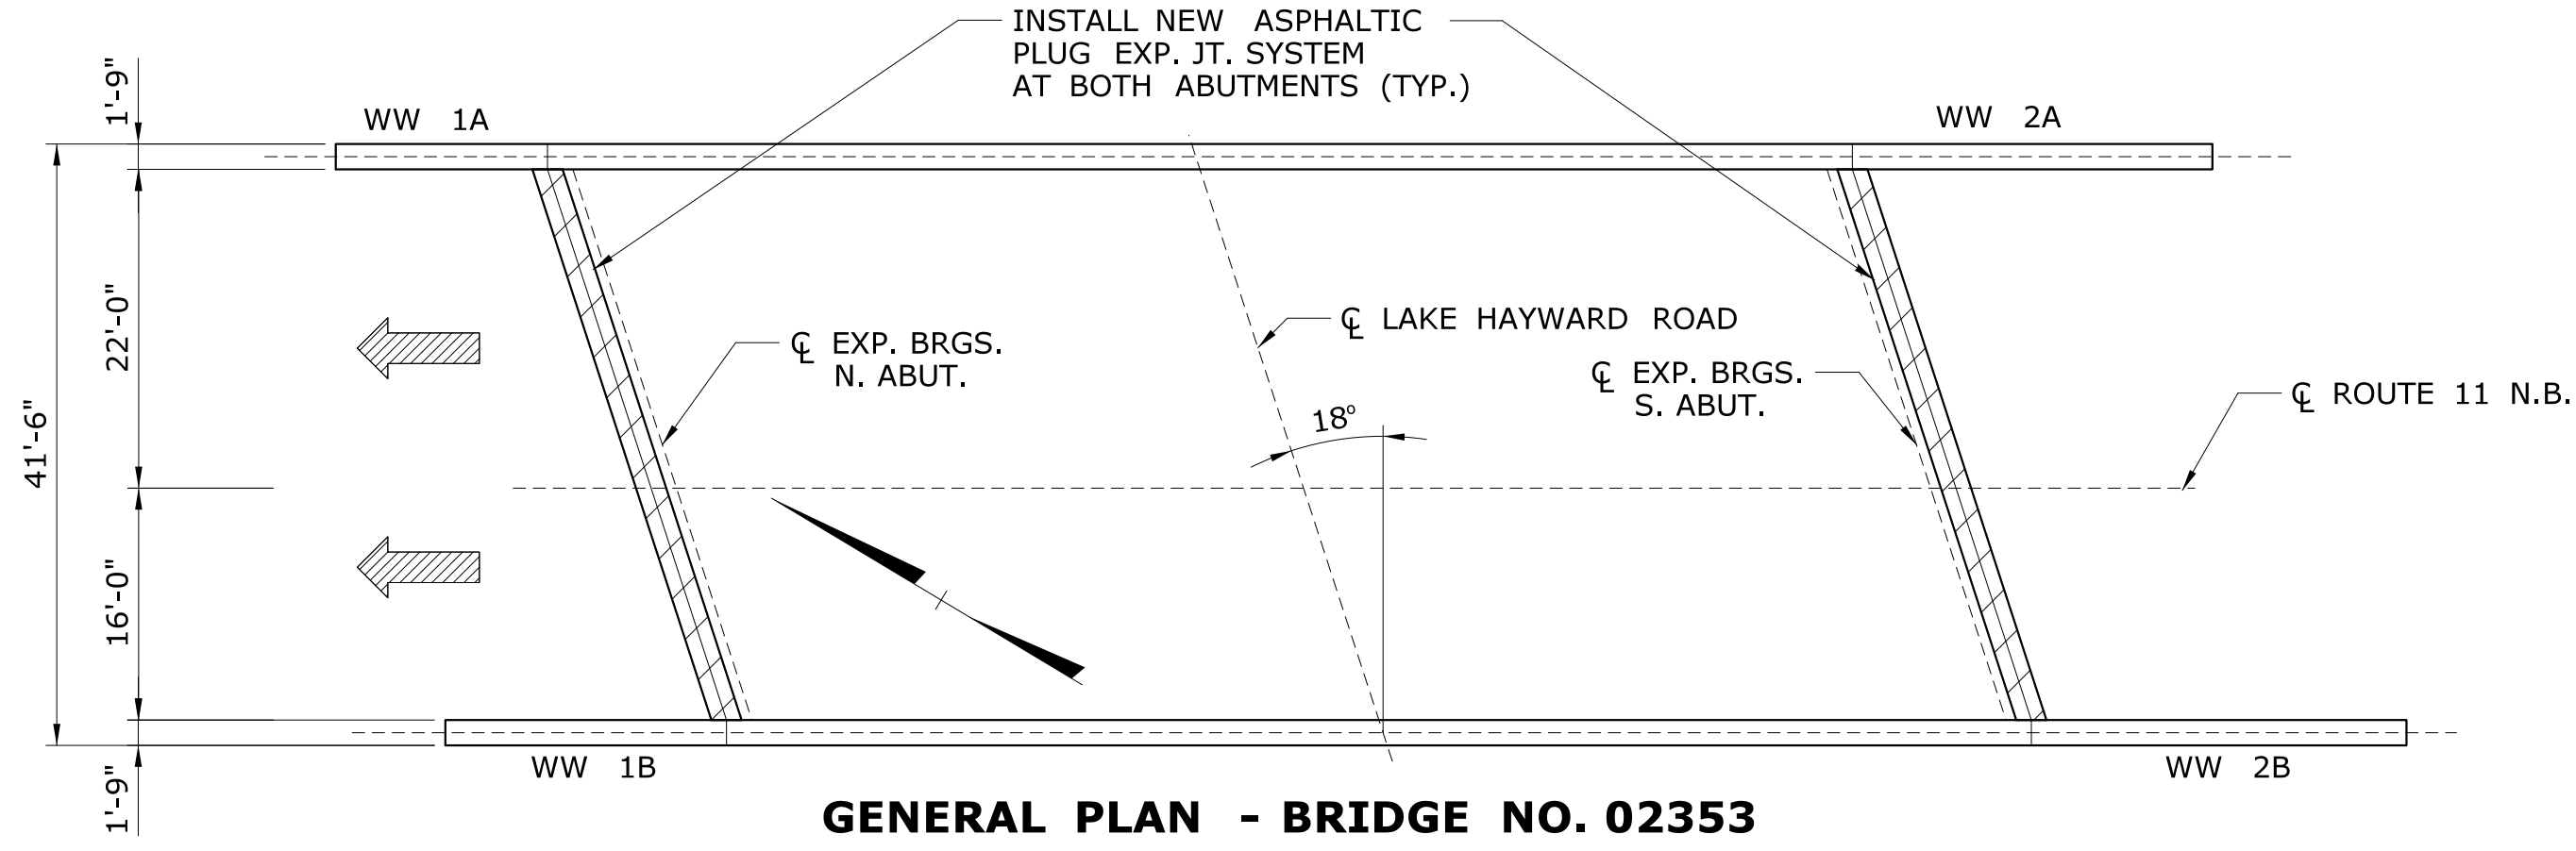 INSTALL NEW ASPHALTIC
PLUG EXP. JT. SYSTEM
AT BOTH ABUTMENTS (TYP.)
1'-9"
WW 1A
WW 2A
22'-0"
℄ LAKE HAYWARD ROAD
℄ EXP. BRGS.
N. ABUT.
℄ EXP. BRGS.
S. ABUT.
℄ ROUTE 11 N.B.
18°
41'-6"
16'-0"
WW 1B
WW 2B
1'-9"
GENERAL PLAN - BRIDGE NO. 02353